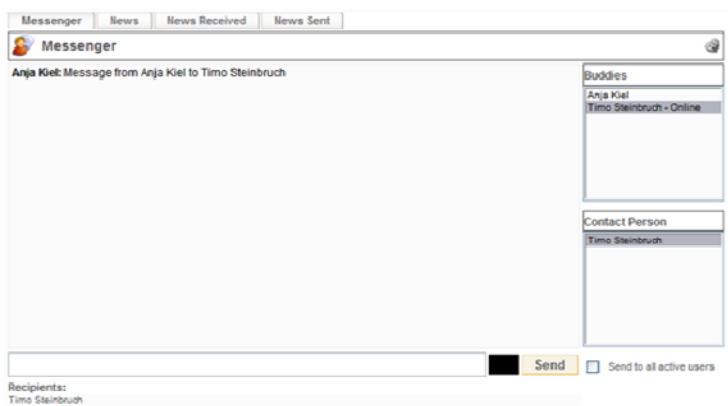 Messenger News News Received News Sent
Messenger
Anja Kiel: Message from Anja Kiel to Timo Steinbruch
Buddies
Anja Kiel
Timo Steinbruch - Online
Contact Person
Timo Steinbruch
Send
Send to all active users
Recipients:
Timo Steinbruch